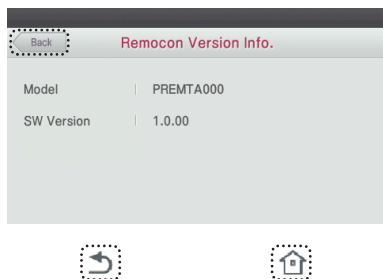 Back
Remocon Version Info.
Model PREMTA000
SW Version 1.0.00